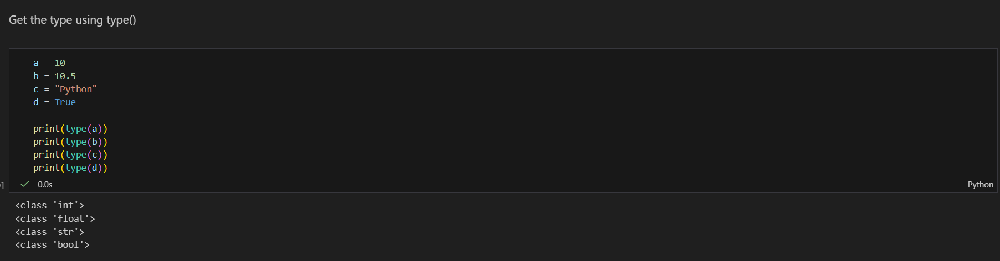 Get the type using type()
a = 10
b = 10.5
c = "Python"
d = True
print(type(a))
print(type(b))
print(type(c))
print(type(d))
]
✓ 0.0s
Python
<class 'int'>
<class 'float'>
<class 'str'>
<class 'bool'>